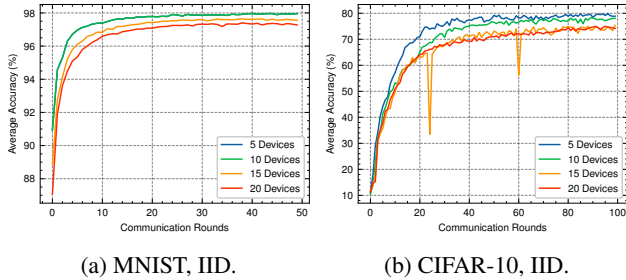 98
96
94
92
90
88
Average Accuracy (%)
5 Devices
10 Devices
15 Devices
20 Devices
0 10 20 30 40 50
Communication Rounds
(a) MNIST, IID.
80
70
60
50
40
30
20
10
Average Accuracy (%)
5 Devices
10 Devices
15 Devices
20 Devices
0 20 40 60 80 100
Communication Rounds
(b) CIFAR-10, IID.